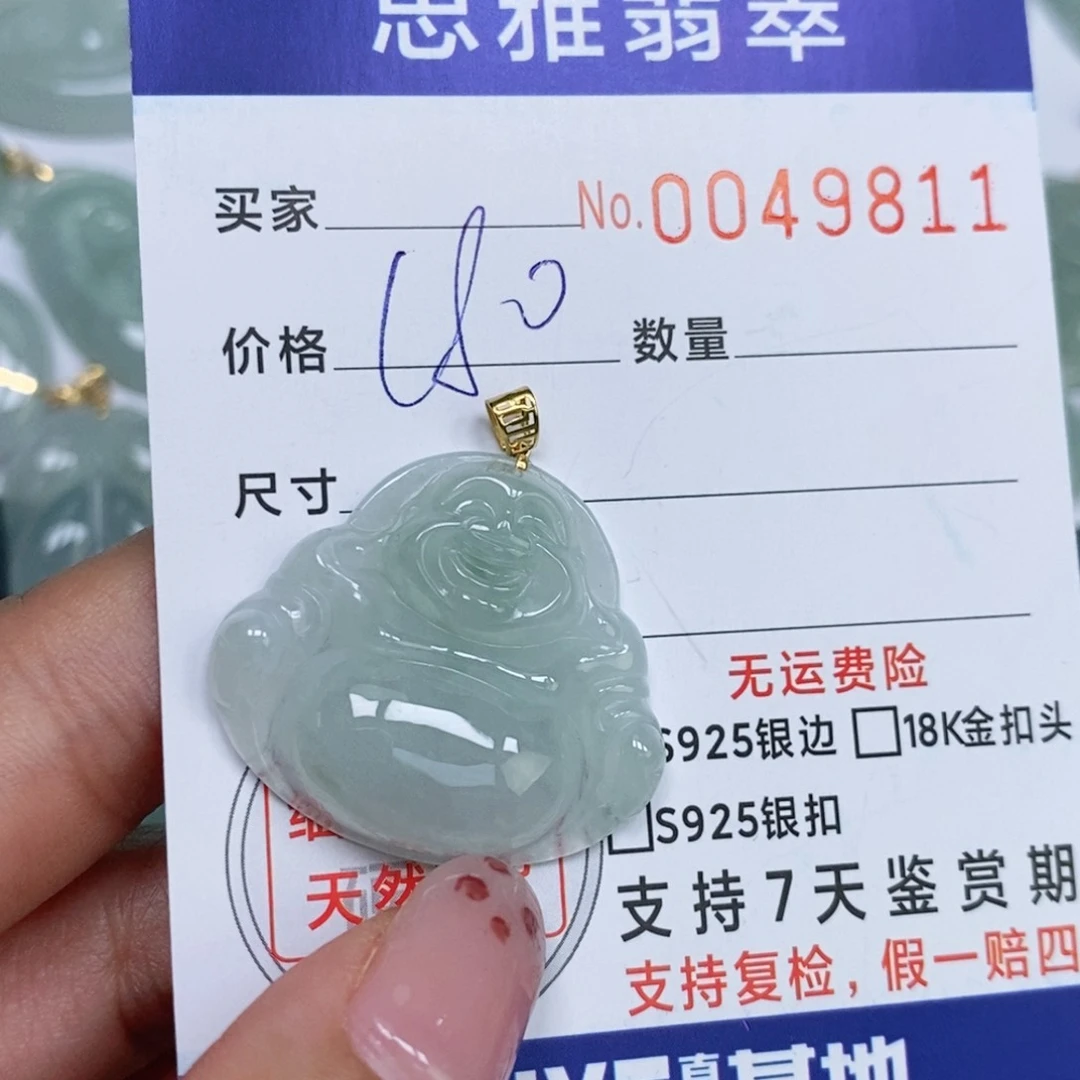 思雅翡翠
买家 No.0049811
价格 数量
尺寸
无运费险
S925银边 □18K金扣头
□S925银扣
天然
支持7天鉴赏期
支持复检，假一赔四
基地